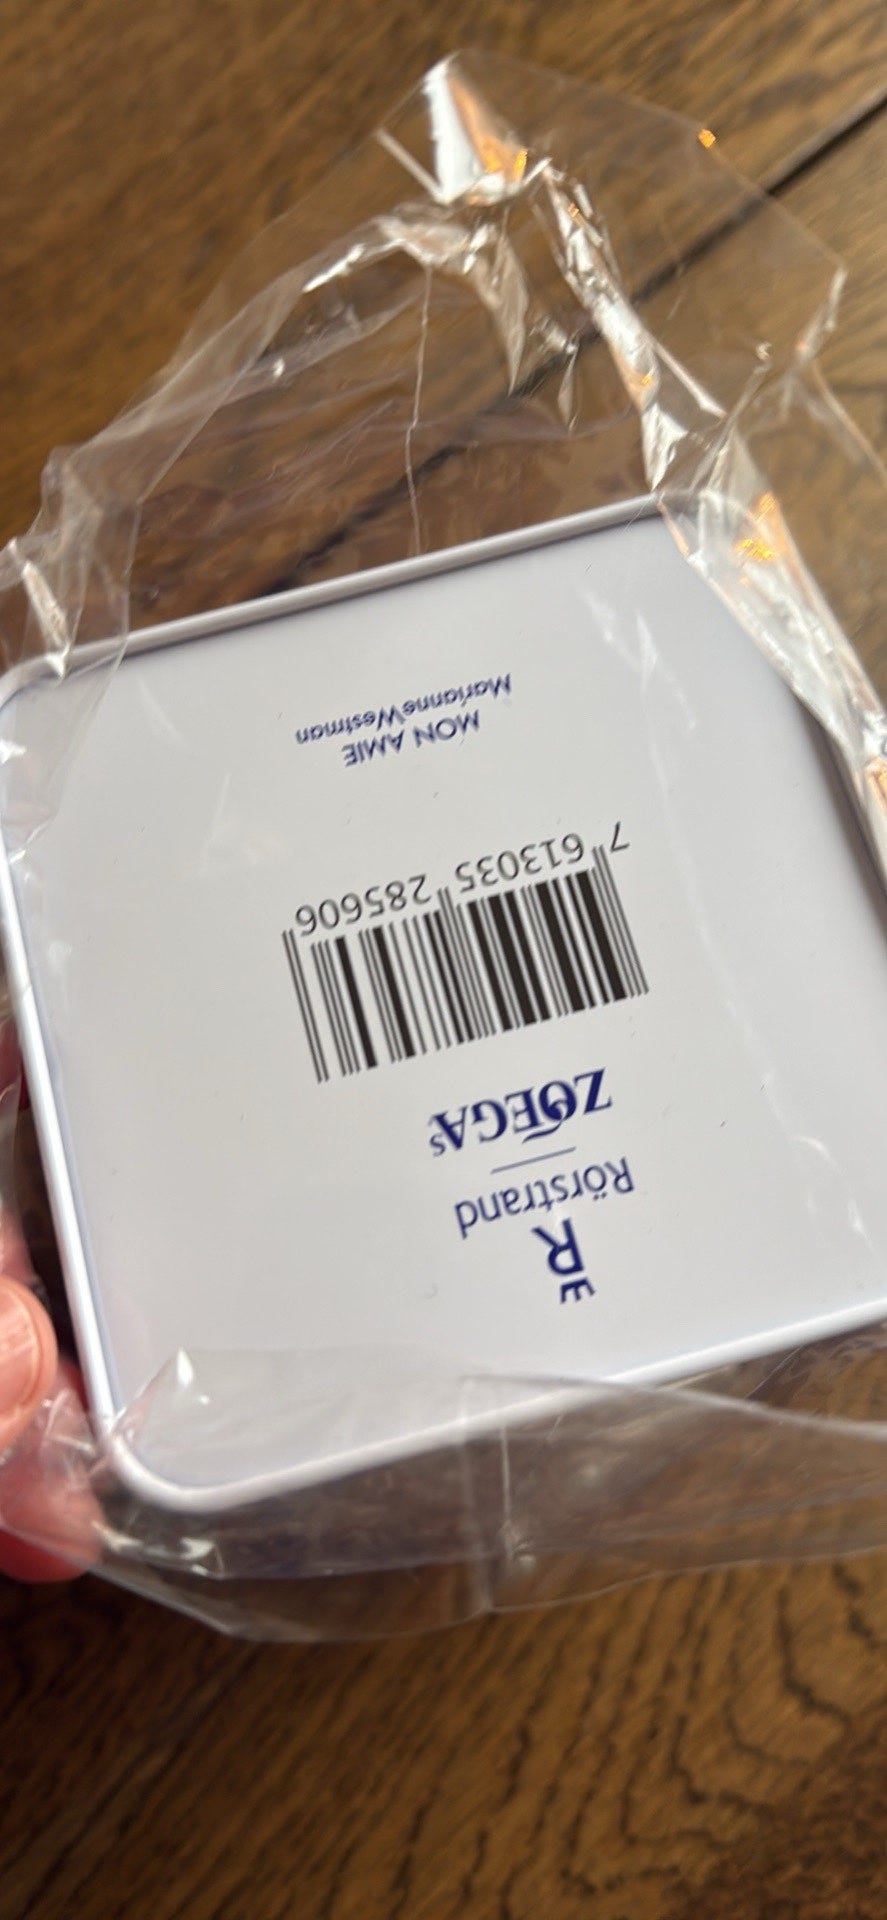 R
Rörstrand
ZOÉGAS
7 613035 285606
MON AMIE
Marianne Westman